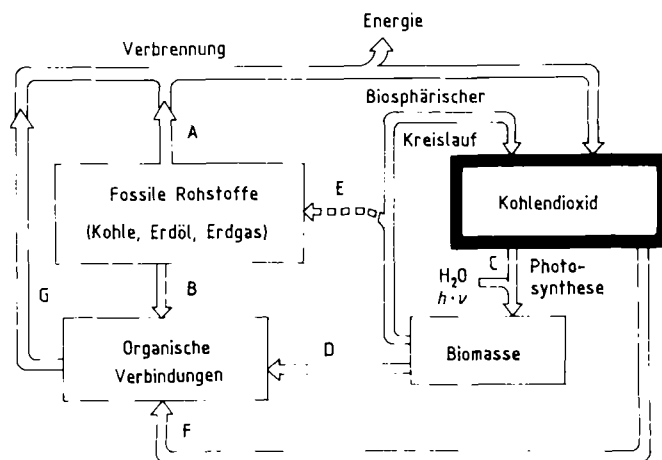 Energie
Verbrennung
Biosphärischer
Kreislauf
A
Fossile Rohstoffe
(Kohle, Erdöl, Erdgas)
E
Kohlendioxid
B
G
C
Photo-
synthese
H₂O
h·ν
Organische
Verbindungen
D
Biomasse
F